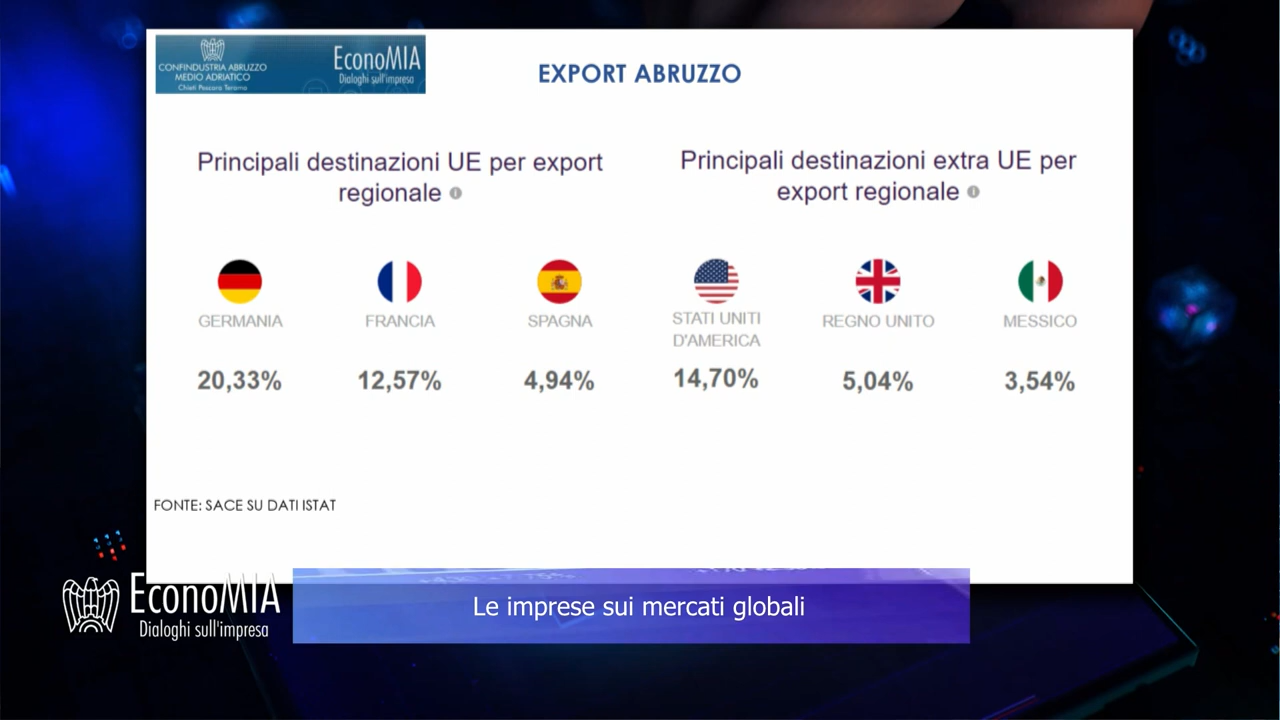 CONFINDUSTRIA ABRUZZO
MEDIO ADRIATICO
Chieti Pescara Teramo
EconoMIA
Dialoghi sull'impresa
EXPORT ABRUZZO
Principali destinazioni UE per export
regionale
Principali destinazioni extra UE per
export regionale
GERMANIA
FRANCIA
SPAGNA
STATI UNITI
D'AMERICA
REGNO UNITO
MESSICO
20,33%
12,57%
4,94%
14,70%
5,04%
3,54%
FONTE: SACE SU DATI ISTAT
EconoMIA
Dialoghi sull'impresa
Le imprese sui mercati globali